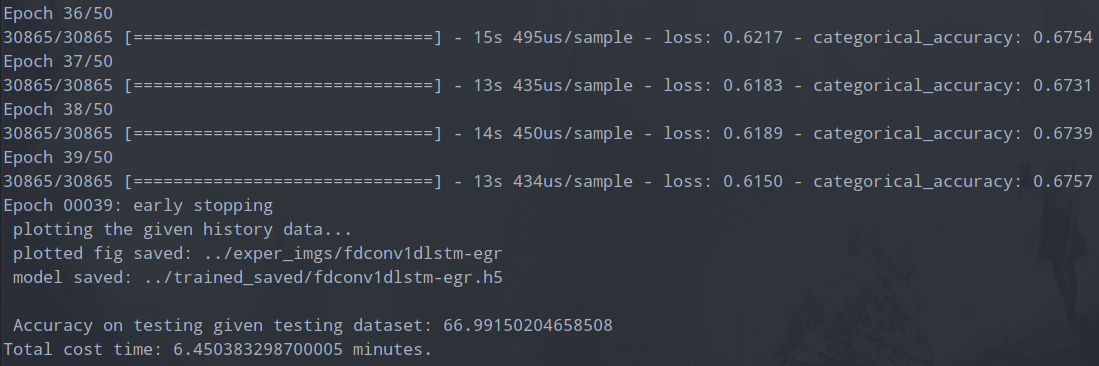 Epoch 36/50
30865/30865 [==============================] - 15s 495us/sample - loss: 0.6217 - categorical_accuracy: 0.6754
Epoch 37/50
30865/30865 [==============================] - 13s 435us/sample - loss: 0.6183 - categorical_accuracy: 0.6731
Epoch 38/50
30865/30865 [==============================] - 14s 450us/sample - loss: 0.6189 - categorical_accuracy: 0.6739
Epoch 39/50
30865/30865 [==============================] - 13s 434us/sample - loss: 0.6150 - categorical_accuracy: 0.6757
Epoch 00039: early stopping
plotting the given history data...
plotted fig saved: ../exper_imgs/fdconv1dlstm-egr
model saved: ../trained_saved/fdconv1dlstm-egr.h5
Accuracy on testing given testing dataset: 66.99150204658508
Total cost time: 6.450383298700005 minutes.